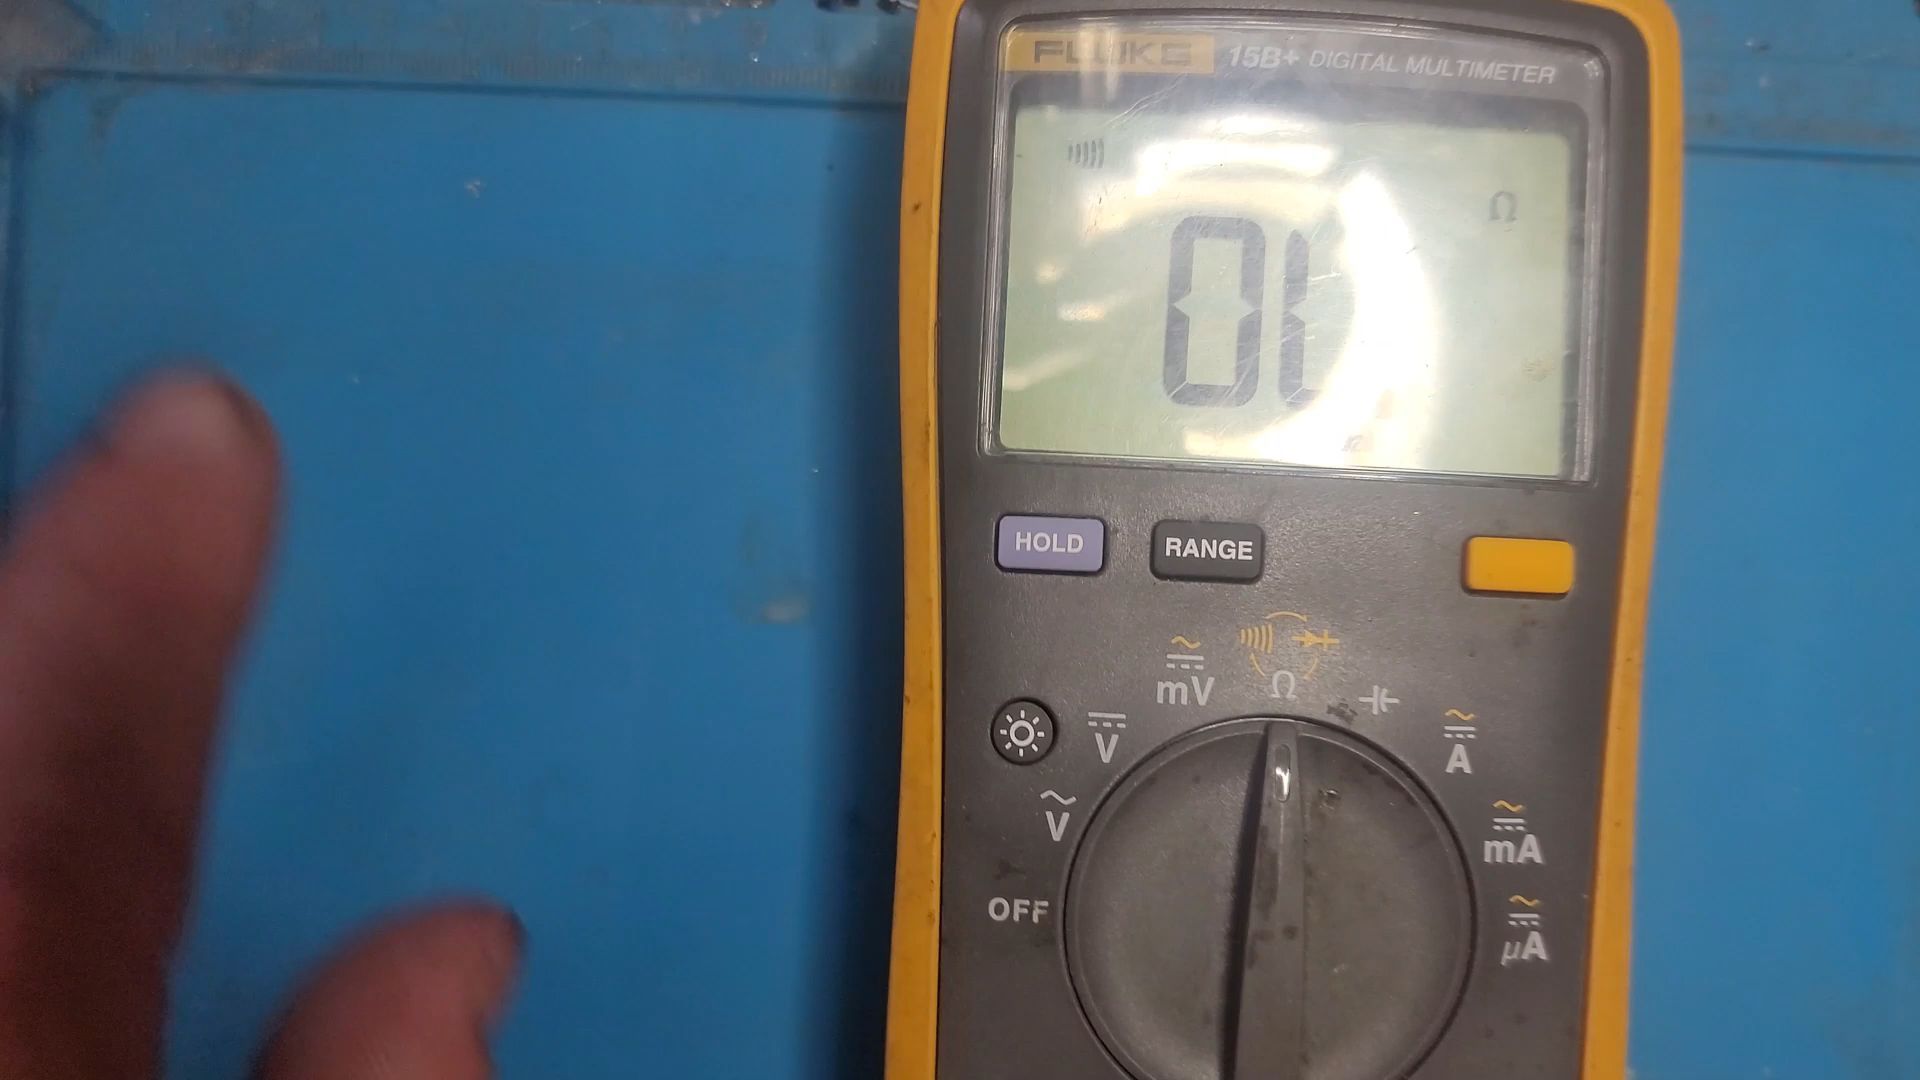 FLUKE 15B+ DIGITAL MULTIMETER
Ω
OL
HOLD RANGE
mV Ω
V A
V mA
OFF µA